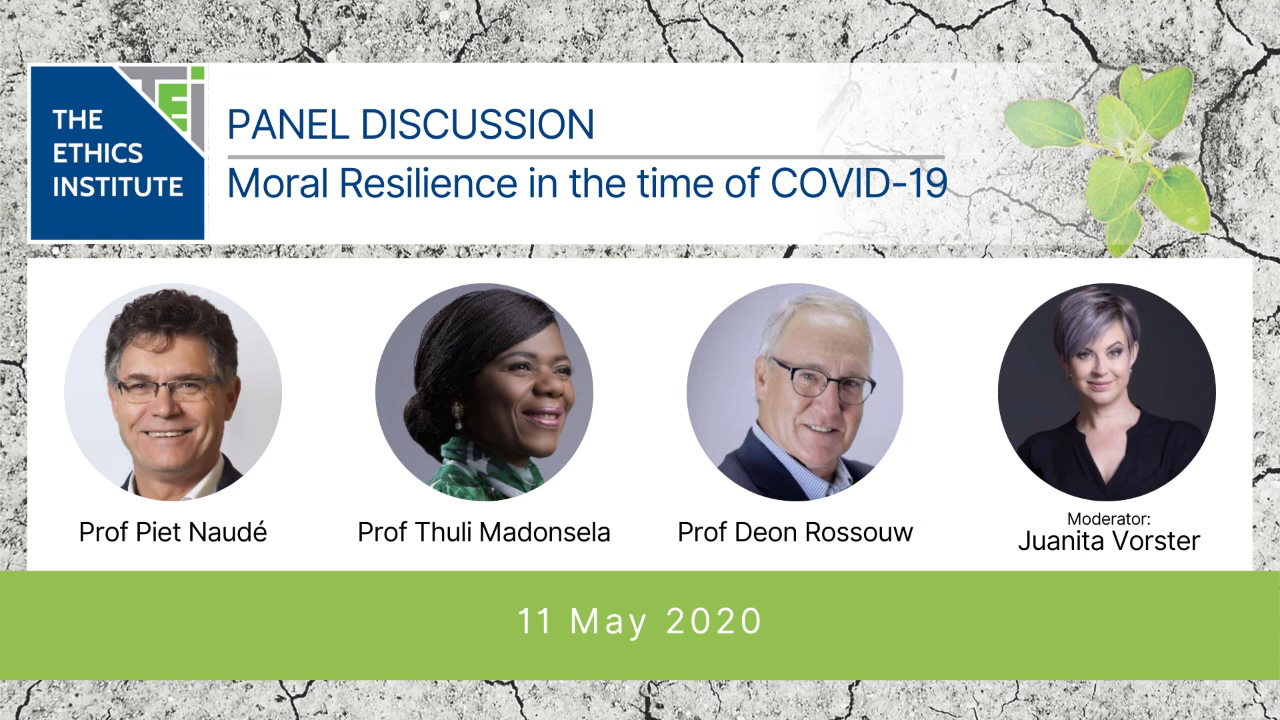 THE
ETHICS
INSTITUTE
TEi
PANEL DISCUSSION
Moral Resilience in the time of COVID-19
Prof Piet Naudé
Prof Thuli Madonsela
Prof Deon Rossouw
Moderator:
Juanita Vorster
11 May 2020